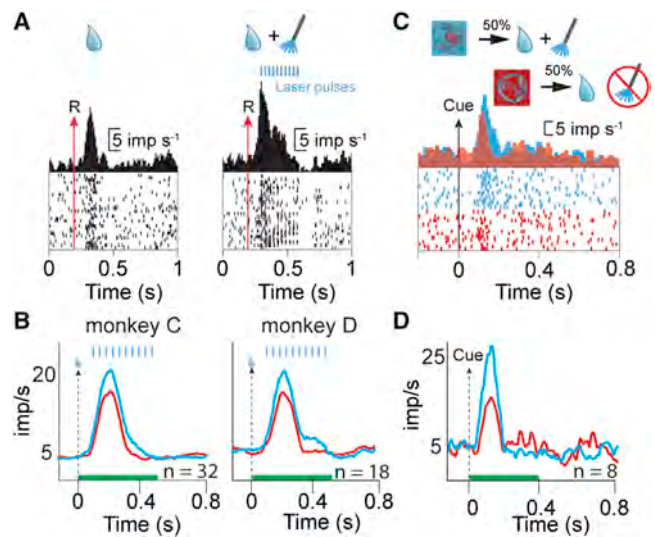 A
+
Laser pulses
R
5 imp s⁻¹
R
5 imp s⁻¹
0
0.5
1
0
0.5
1
Time (s)
Time (s)
C
50%
+
50%
Cue
5 imp s⁻¹
0
0.4
0.8
Time (s)
B
monkey C
monkey D
20
5
imp/s
n = 32
n = 18
0
0.4
0.8
0
0.4
0.8
Time (s)
Time (s)
D
25
5
imp/s
Cue
n = 8
0
0.4
0.8
Time (s)